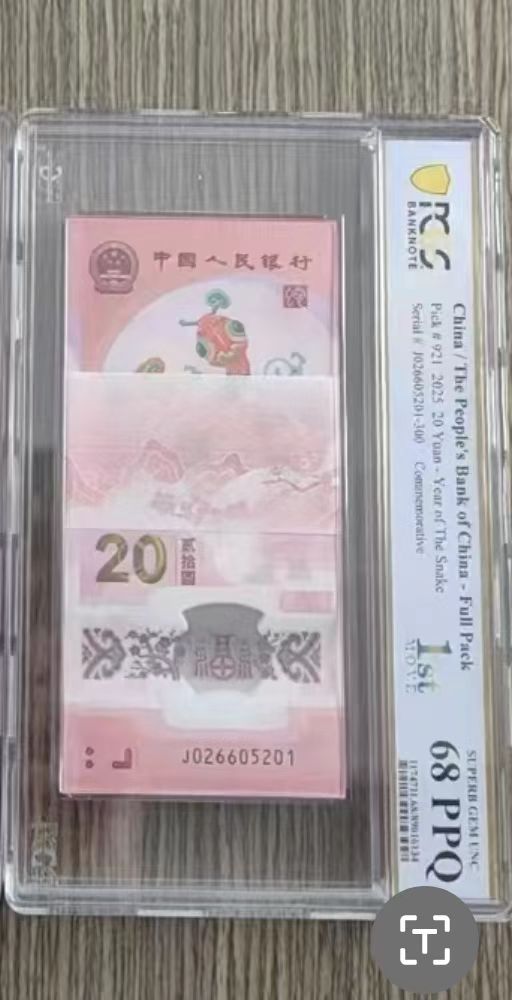 中国人民银行
20
贰拾圆
J026605201
PCGS
BANKNOTE
China / The People's Bank of China - Full Pack
Pick # 921 2025 20 Yuan - Year of The Snake
Serial # J026605201-300 Commemorative
1st
MOVE
SUPERB GEM UNC
68 PPQ